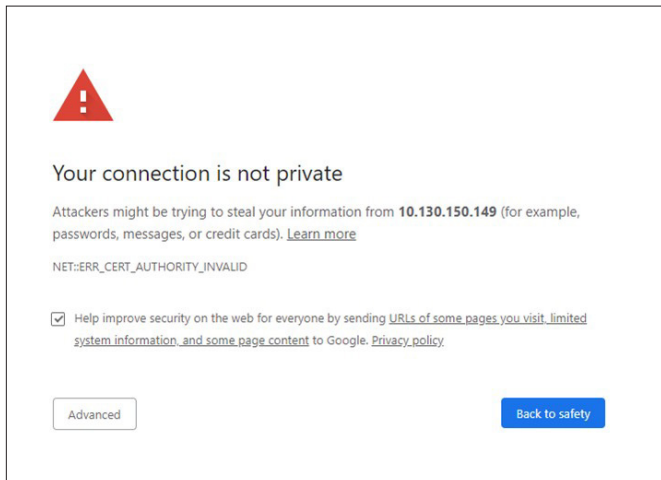 Your connection is not private
Attackers might be trying to steal your information from 10.130.150.149 (for example,
passwords, messages, or credit cards). Learn more
NET::ERR_CERT_AUTHORITY_INVALID
Help improve security on the web for everyone by sending URLs of some pages you visit, limited
system information, and some page content to Google. Privacy policy
Advanced
Back to safety